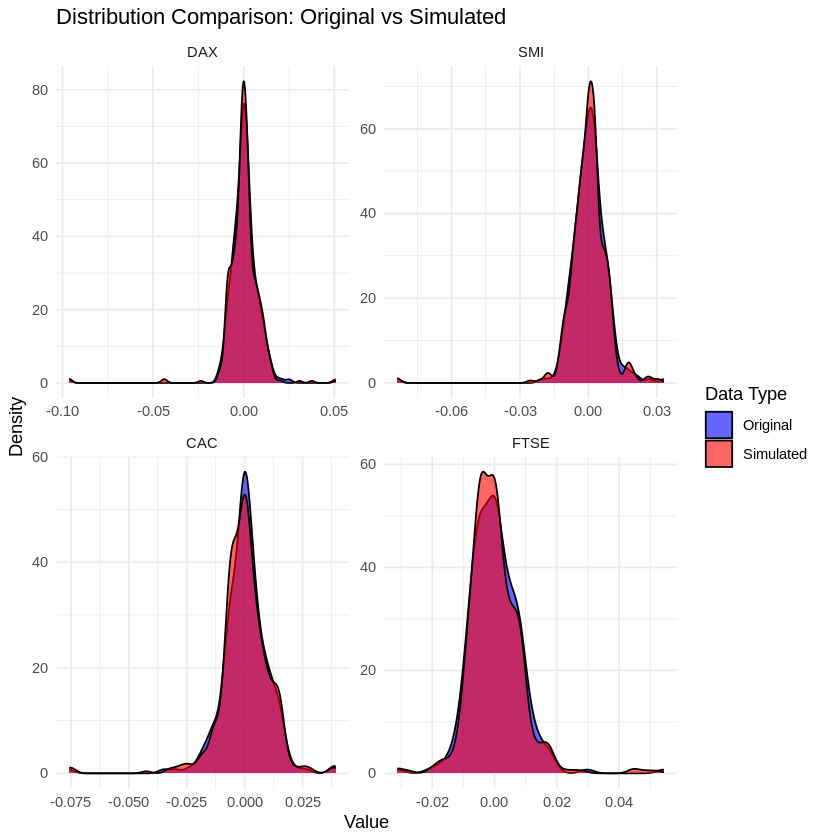 Distribution Comparison: Original vs Simulated
DAX
SMI
80
60
40
20
0
60
40
20
0
-0.10 -0.05 0.00 0.05
-0.06 -0.03 0.00 0.03
Density
CAC
FTSE
60
40
20
0
60
40
20
0
-0.075 -0.050 -0.025 0.000 0.025
-0.02 0.00 0.02 0.04
Value
Data Type
Original
Simulated